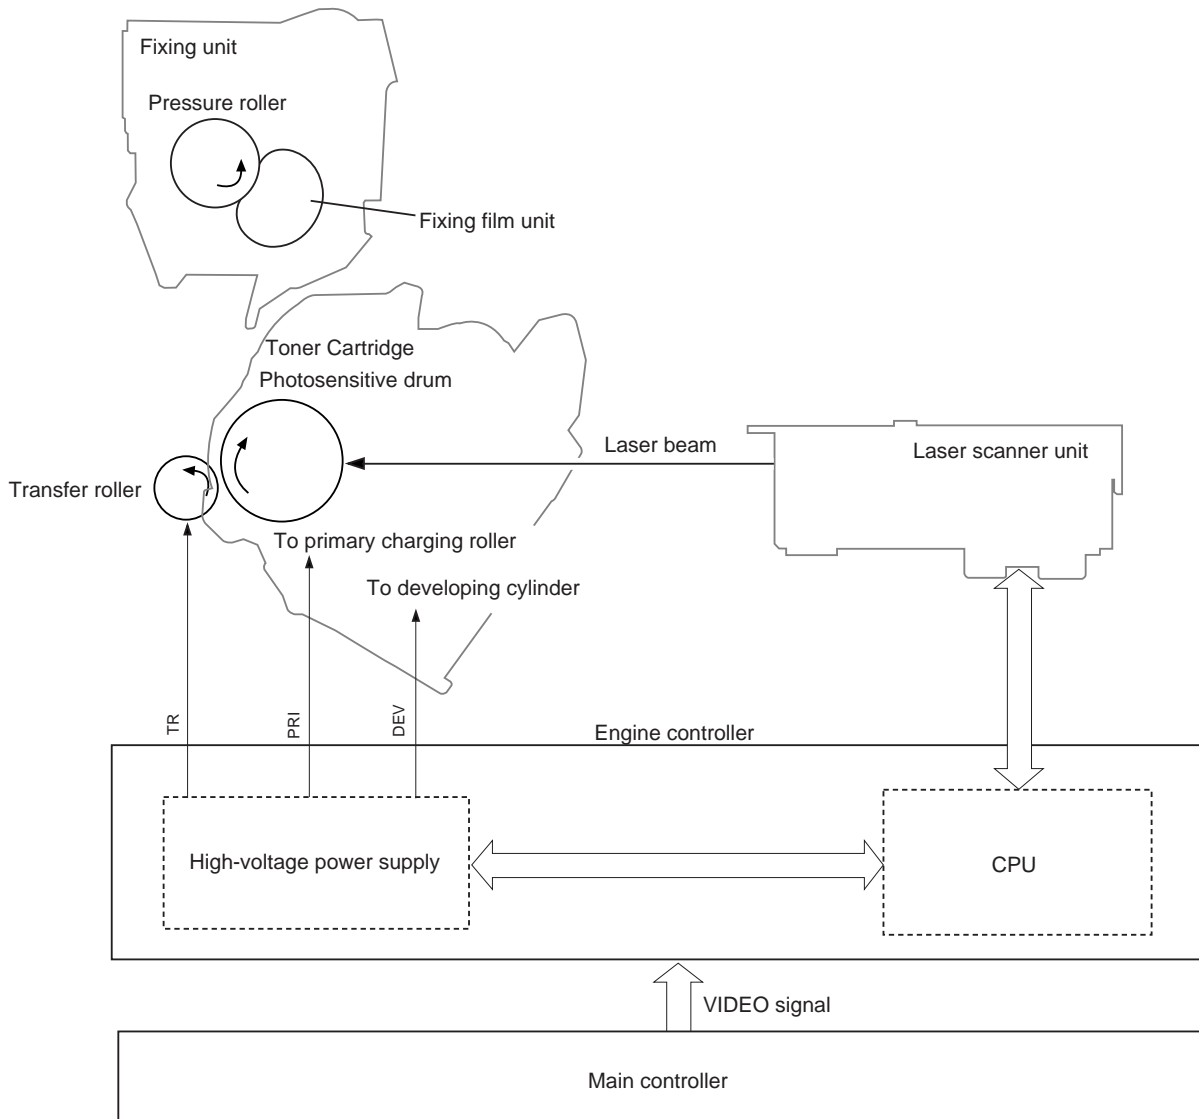 Fixing unit
Pressure roller
Fixing film unit
Toner Cartridge
Photosensitive drum
Laser beam
Laser scanner unit
Transfer roller
To primary charging roller
To developing cylinder
TR
PRI
DEV
Engine controller
High-voltage power supply
CPU
VIDEO signal
Main controller